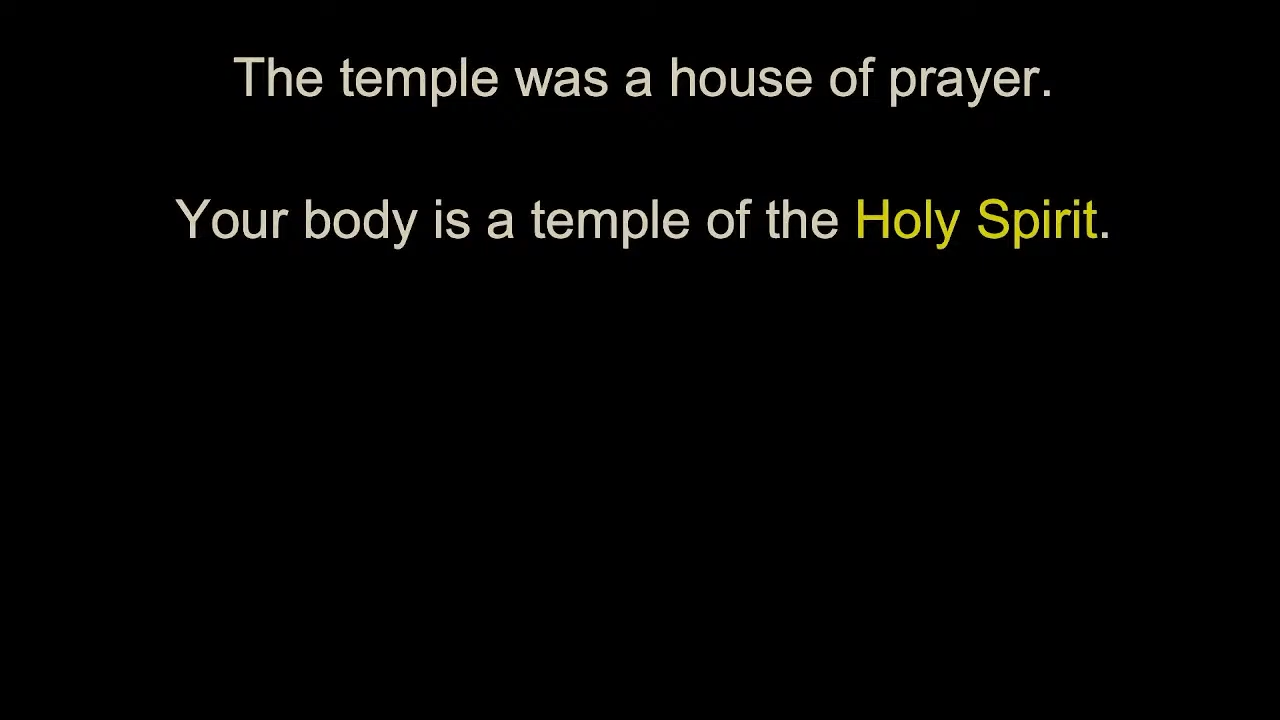 The temple was a house of prayer.
Your body is a temple of the Holy Spirit.